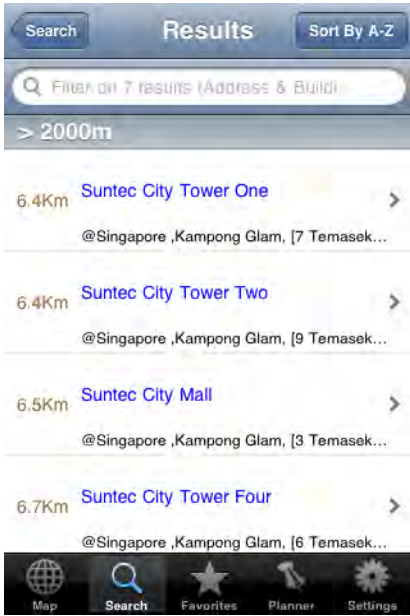 Search Results Sort By A-Z
Filter on 7 results (Address & Buildi
> 2000m
Suntec City Tower One
6.4Km
@Singapore ,Kampong Glam, [7 Temasek...
Suntec City Tower Two
6.4Km
@Singapore ,Kampong Glam, [9 Temasek...
Suntec City Mall
6.5Km
@Singapore ,Kampong Glam, [3 Temasek...
Suntec City Tower Four
6.7Km
@Singapore ,Kampong Glam, [6 Temasek...
Map Search Favorites Planner Settings